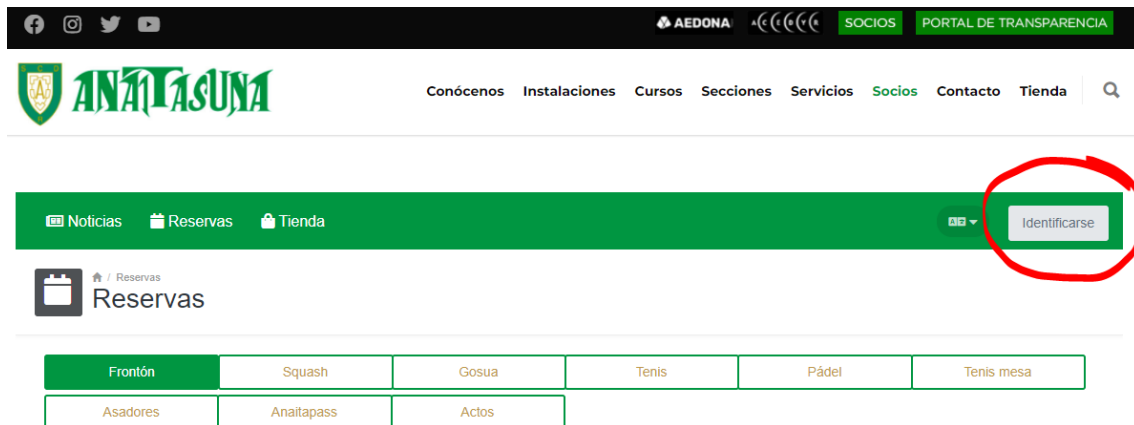 AEDONA
SOCIOS
PORTAL DE TRANSPARENCIA
ANAITASUNA
Conócenos Instalaciones Cursos Secciones Servicios Socios Contacto Tienda
Noticias Reservas Tienda
Identificarse
/ Reservas
Reservas
Frontón Squash Gosua Tenis Pádel Tenis mesa
Asadores Anaitapass Actos